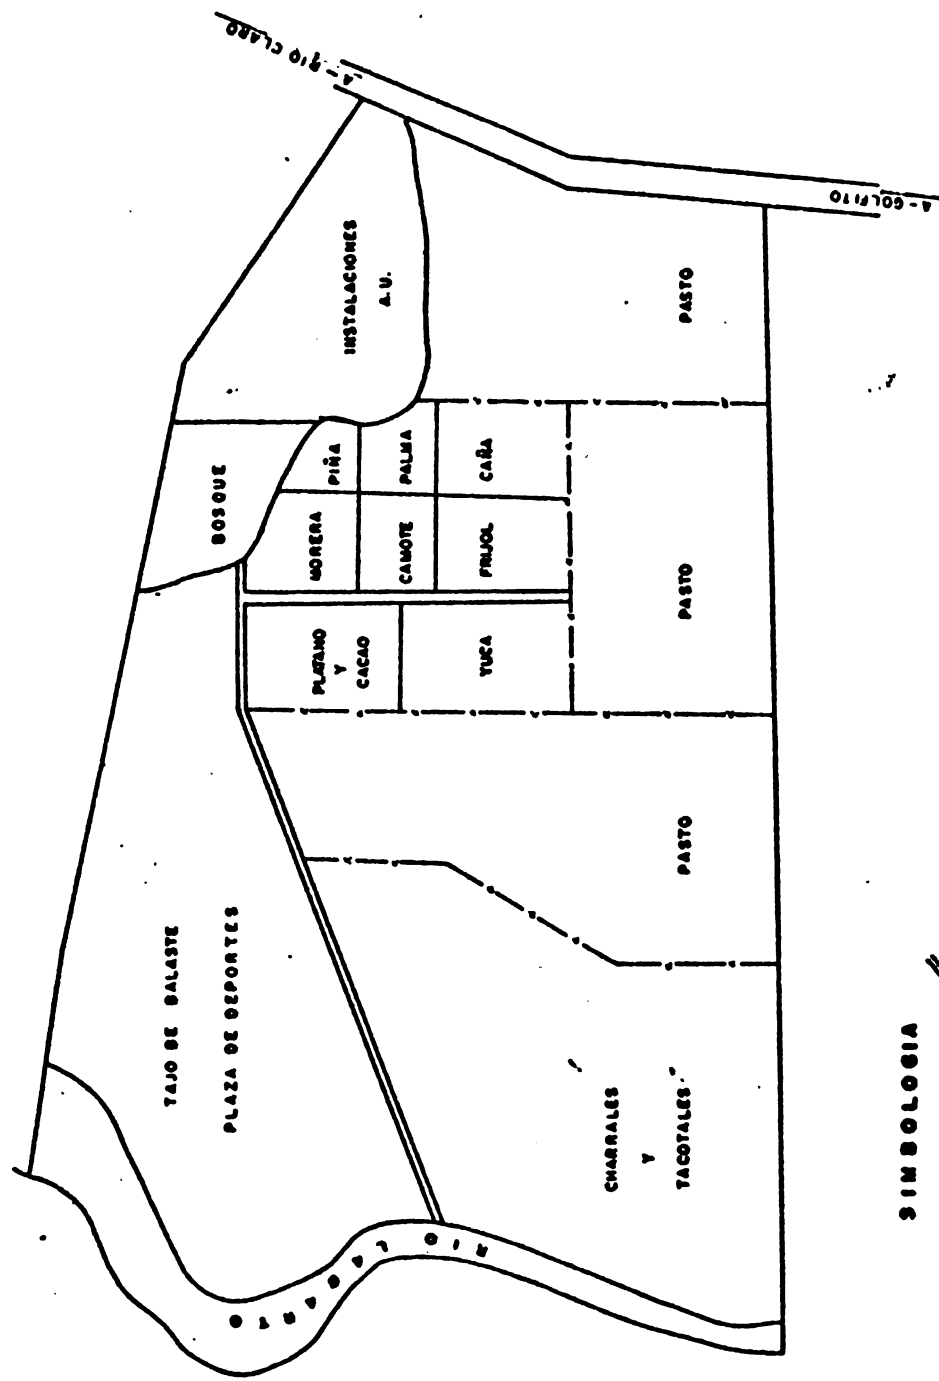 A - RIO CLARO
A - GOLFITO
INSTALACIONES
A.U.
BOSQUE
PIÑA
PALMA
CAÑA
MORERA
CAMOTE
FRIJOL
PLATANO
Y
CACAO
YUCA
PASTO
PASTO
PASTO
TAJO DE BALASTE
PLAZA DE DEPORTES
CHARRALES
Y
TACOTALES
RIO LAGARTO
SIMBOLOGIA